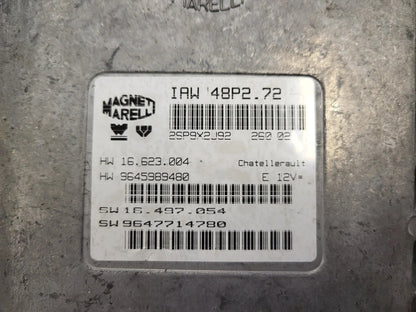 MARELLI
MAGNETI
MARELLI
IAW 48P2.72
2SP9X2J92 260 02
HW 16.623.004 Chatellerault
HW 9645989480 E 12V=
SW 16.497.054
SW 9647714780